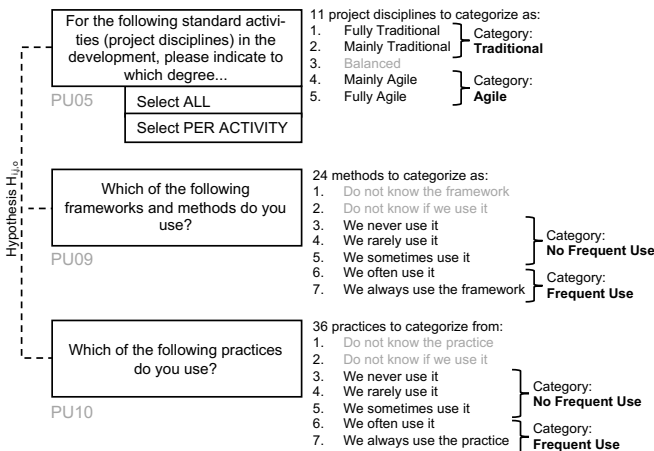 For the following standard activi-
ties (project disciplines) in the
development, please indicate to
which degree...
PU05
Select ALL
Select PER ACTIVITY
11 project disciplines to categorize as:
1. Fully Traditional
2. Mainly Traditional
3. Balanced
4. Mainly Agile
5. Fully Agile
Category:
Traditional
Category:
Agile
Hypothesis Hi,j,o
Which of the following
frameworks and methods do you
use?
PU09
24 methods to categorize as:
1. Do not know the framework
2. Do not know if we use it
3. We never use it
4. We rarely use it
5. We sometimes use it
6. We often use it
7. We always use the framework
Category:
No Frequent Use
Category:
Frequent Use
Which of the following practices
do you use?
PU10
36 practices to categorize from:
1. Do not know the practice
2. Do not know if we use it
3. We never use it
4. We rarely use it
5. We sometimes use it
6. We often use it
7. We always use the practice
Category:
No Frequent Use
Category:
Frequent Use